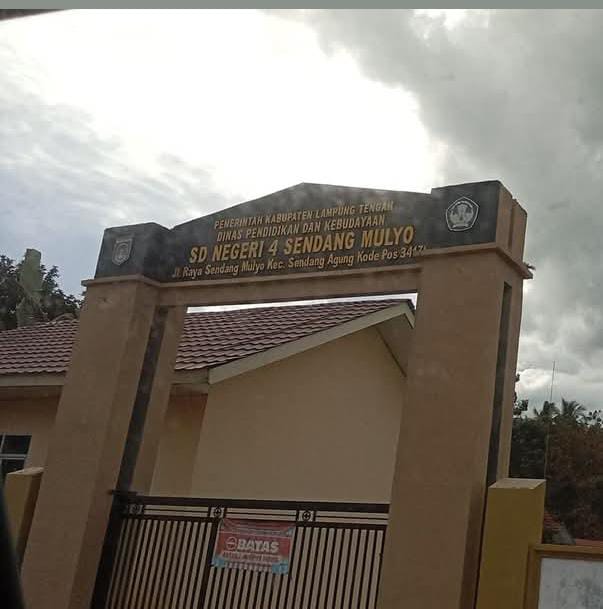 PEMERINTAH KABUPATEN LAMPUNG TENGAH
DINAS PENDIDIKAN DAN KEBUDAYAAN
SD NEGERI 4 SENDANG MULYO
Jl. Raya Sendang Mulyo Kec. Sendang Agung Kode Pos 34174
BATAS